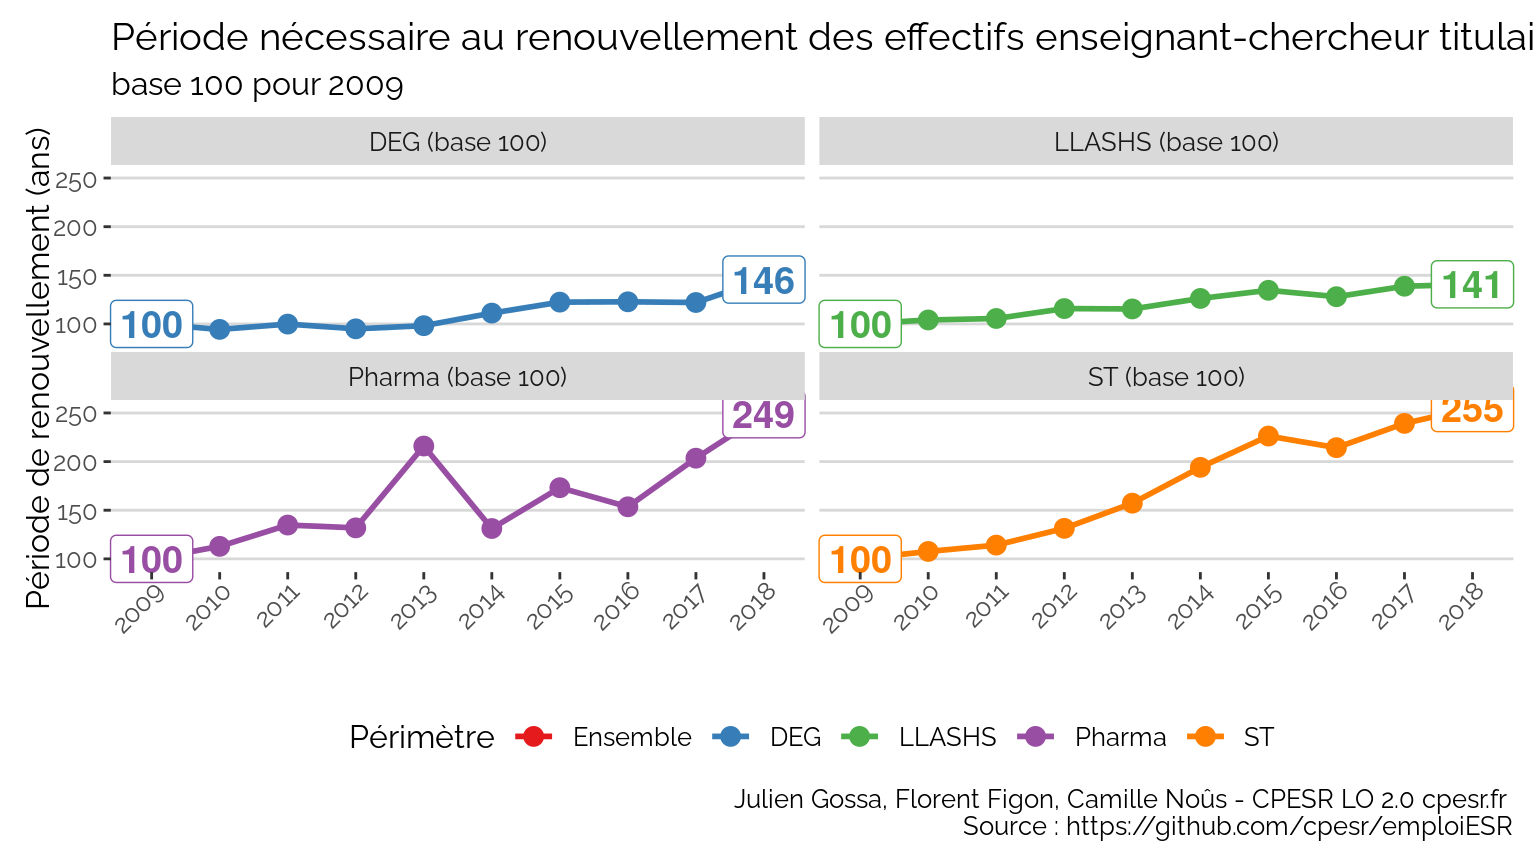 Période nécessaire au renouvellement des effectifs enseignant-chercheur titulai
base 100 pour 2009
Période de renouvellement (ans)
DEG (base 100)
250
200
150
100
100
146
LLASHS (base 100)
100
141
Pharma (base 100)
250
200
150
100
100
249
2009 2010 2011 2012 2013 2014 2015 2016 2017 2018
ST (base 100)
100
255
2009 2010 2011 2012 2013 2014 2015 2016 2017 2018
Périmètre Ensemble DEG LLASHS Pharma ST
Julien Gossa, Florent Figon, Camille Noûs - CPESR LO 2.0 cpesr.fr
Source : https://github.com/cpesr/emploiESR